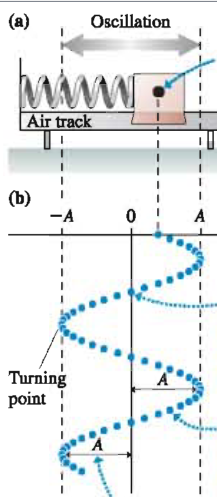 (a)
Oscillation
Air track
(b)
−A 0 A
A
Turning
point
A